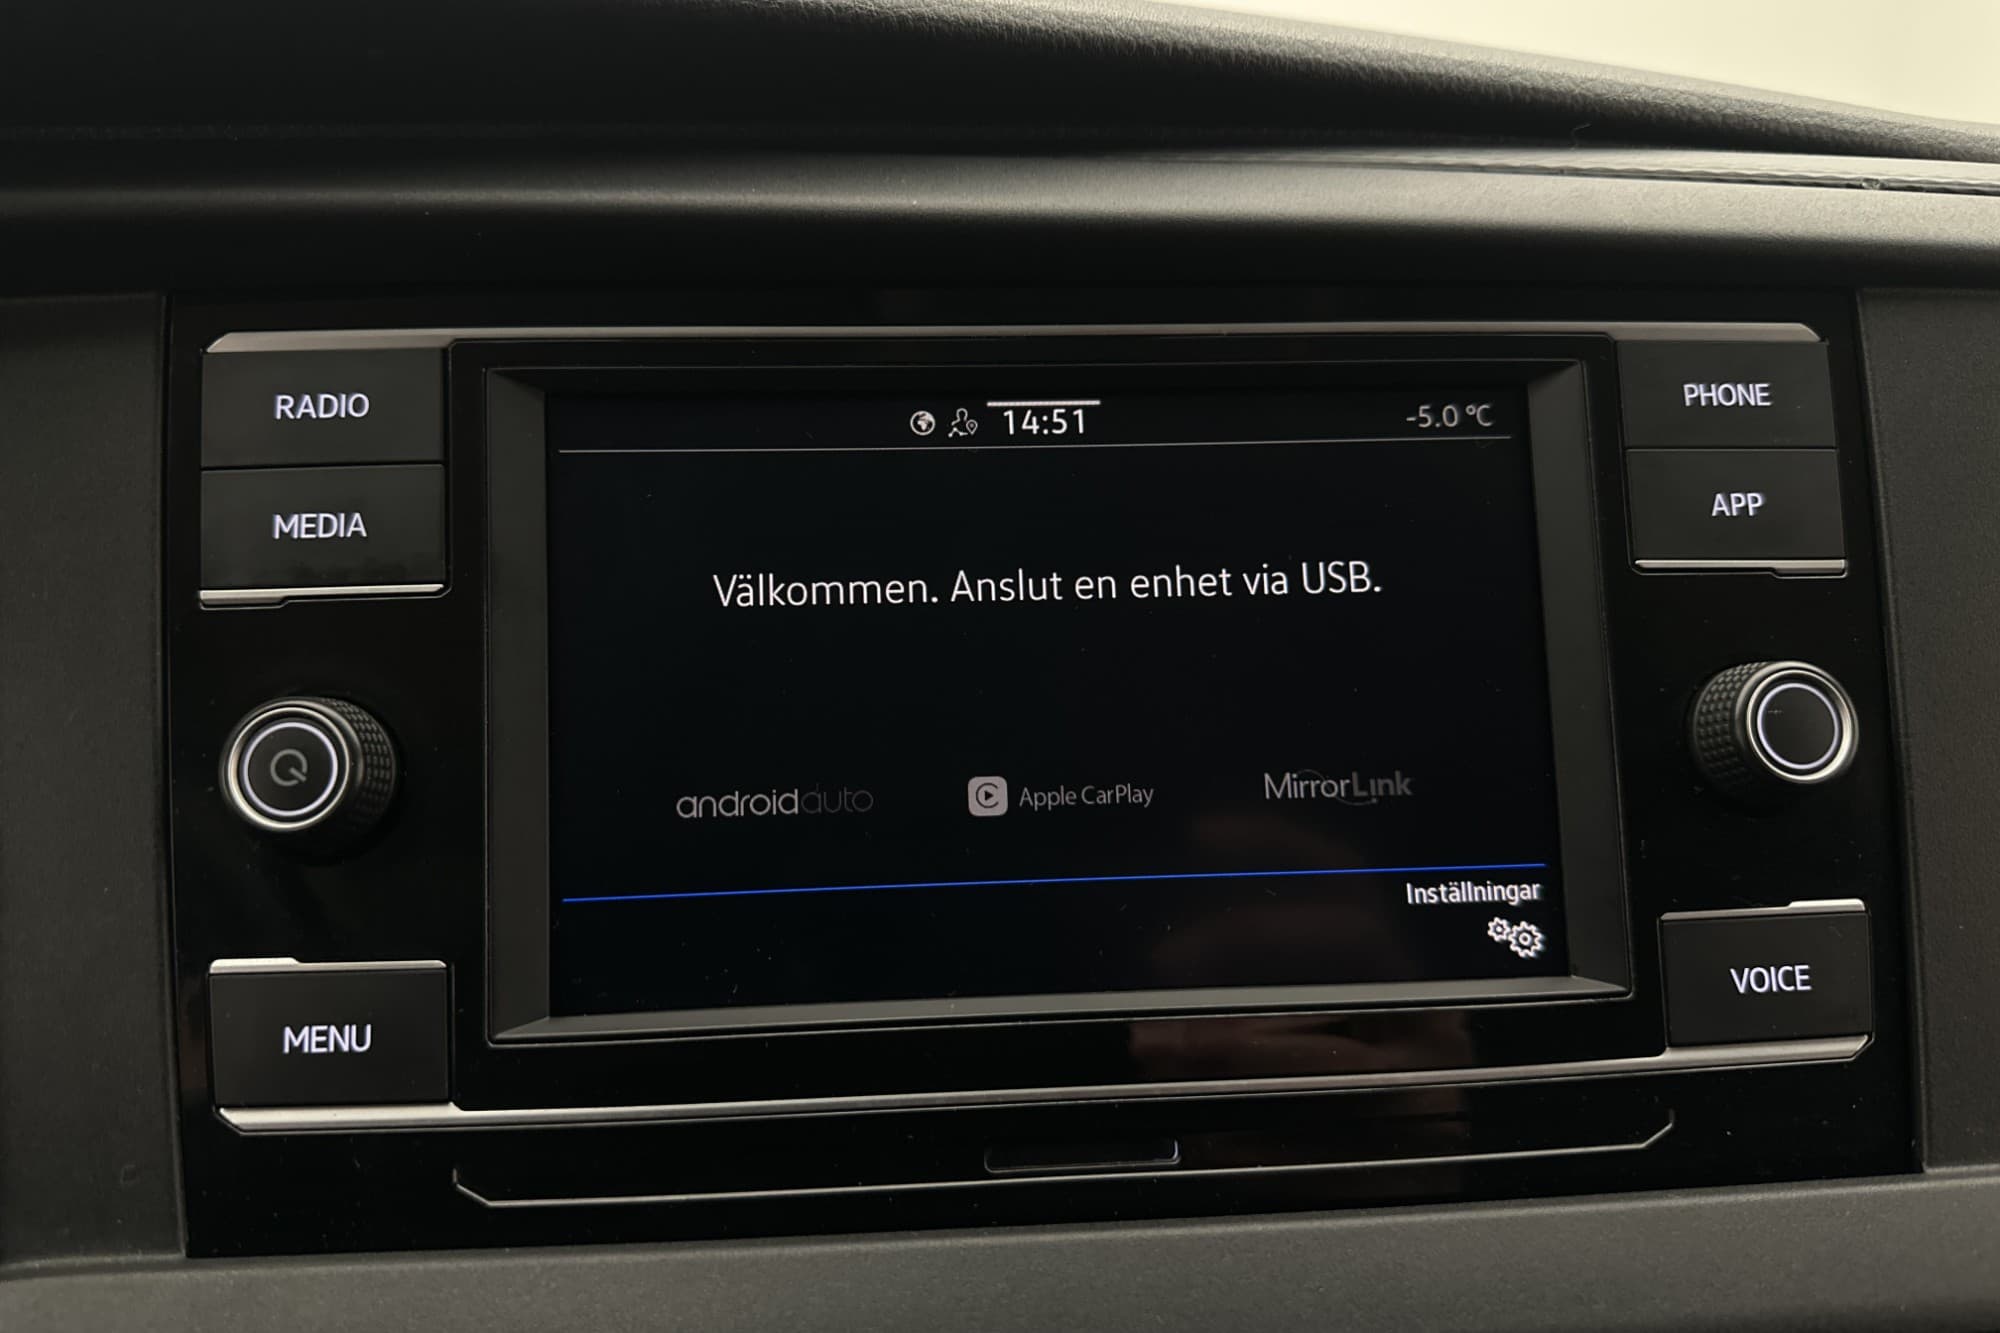 RADIO
MEDIA
MENU
14:51
-5.0 °C
Välkommen. Anslut en enhet via USB.
androidauto
Apple CarPlay
MirrorLink
Inställningar
PHONE
APP
VOICE